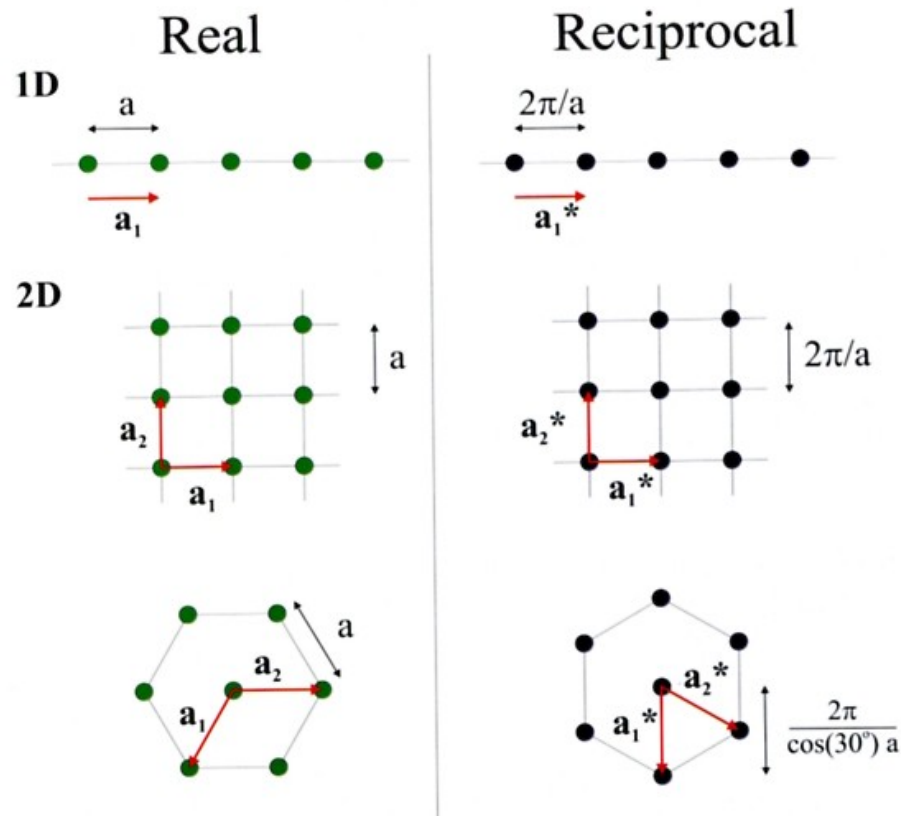 Real
Reciprocal
1D
a
2π/a
a₁
a₁*
2D
a
2π/a
a₂
a₂*
a₁
a₁*
a
a₂
a₂*
a₁
a₁*
2π
cos(30°) a